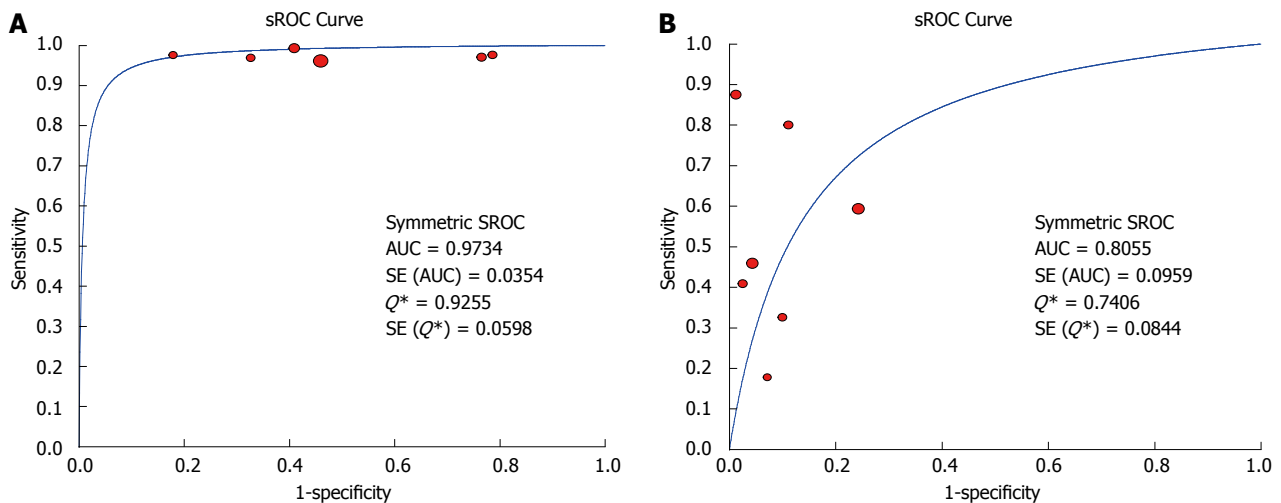 A
sROC Curve
1.0
0.9
0.8
0.7
0.6
0.5
0.4
0.3
0.2
0.1
0.0
Sensitivity
Symmetric SROC
AUC = 0.9734
SE (AUC) = 0.0354
Q* = 0.9255
SE (Q*) = 0.0598
0.0 0.2 0.4 0.6 0.8 1.0
1-specificity
B
sROC Curve
1.0
0.9
0.8
0.7
0.6
0.5
0.4
0.3
0.2
0.1
0.0
Sensitivity
Symmetric SROC
AUC = 0.8055
SE (AUC) = 0.0959
Q* = 0.7406
SE (Q*) = 0.0844
0.0 0.2 0.4 0.6 0.8 1.0
1-specificity